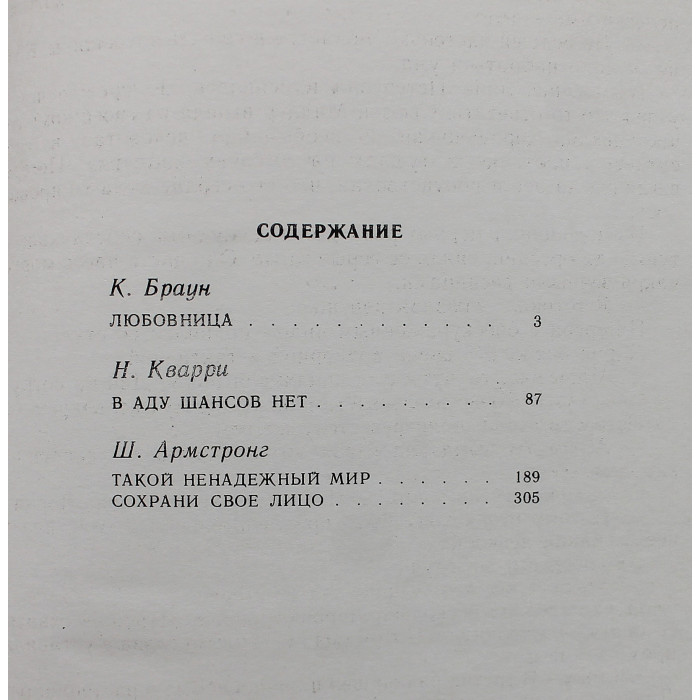 СОДЕРЖАНИЕ
К. Браун
ЛЮБОВНИЦА . . . . . . . . . . . . 3
Н. Кварри
В АДУ ШАНСОВ НЕТ . . . . . . . . . 87
Ш. Армстронг
ТАКОЙ НЕНАДЕЖНЫЙ МИР . . . . . . 189
СОХРАНИ СВОЕ ЛИЦО . . . . . . . . 305